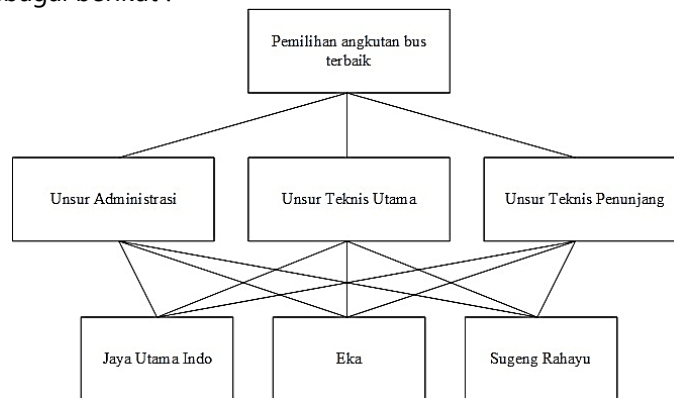 Pemilihan angkutan bus
terbaik
Unsur Administrasi
Unsur Teknis Utama
Unsur Teknis Penunjang
Jaya Utama Indo
Eka
Sugeng Rahayu